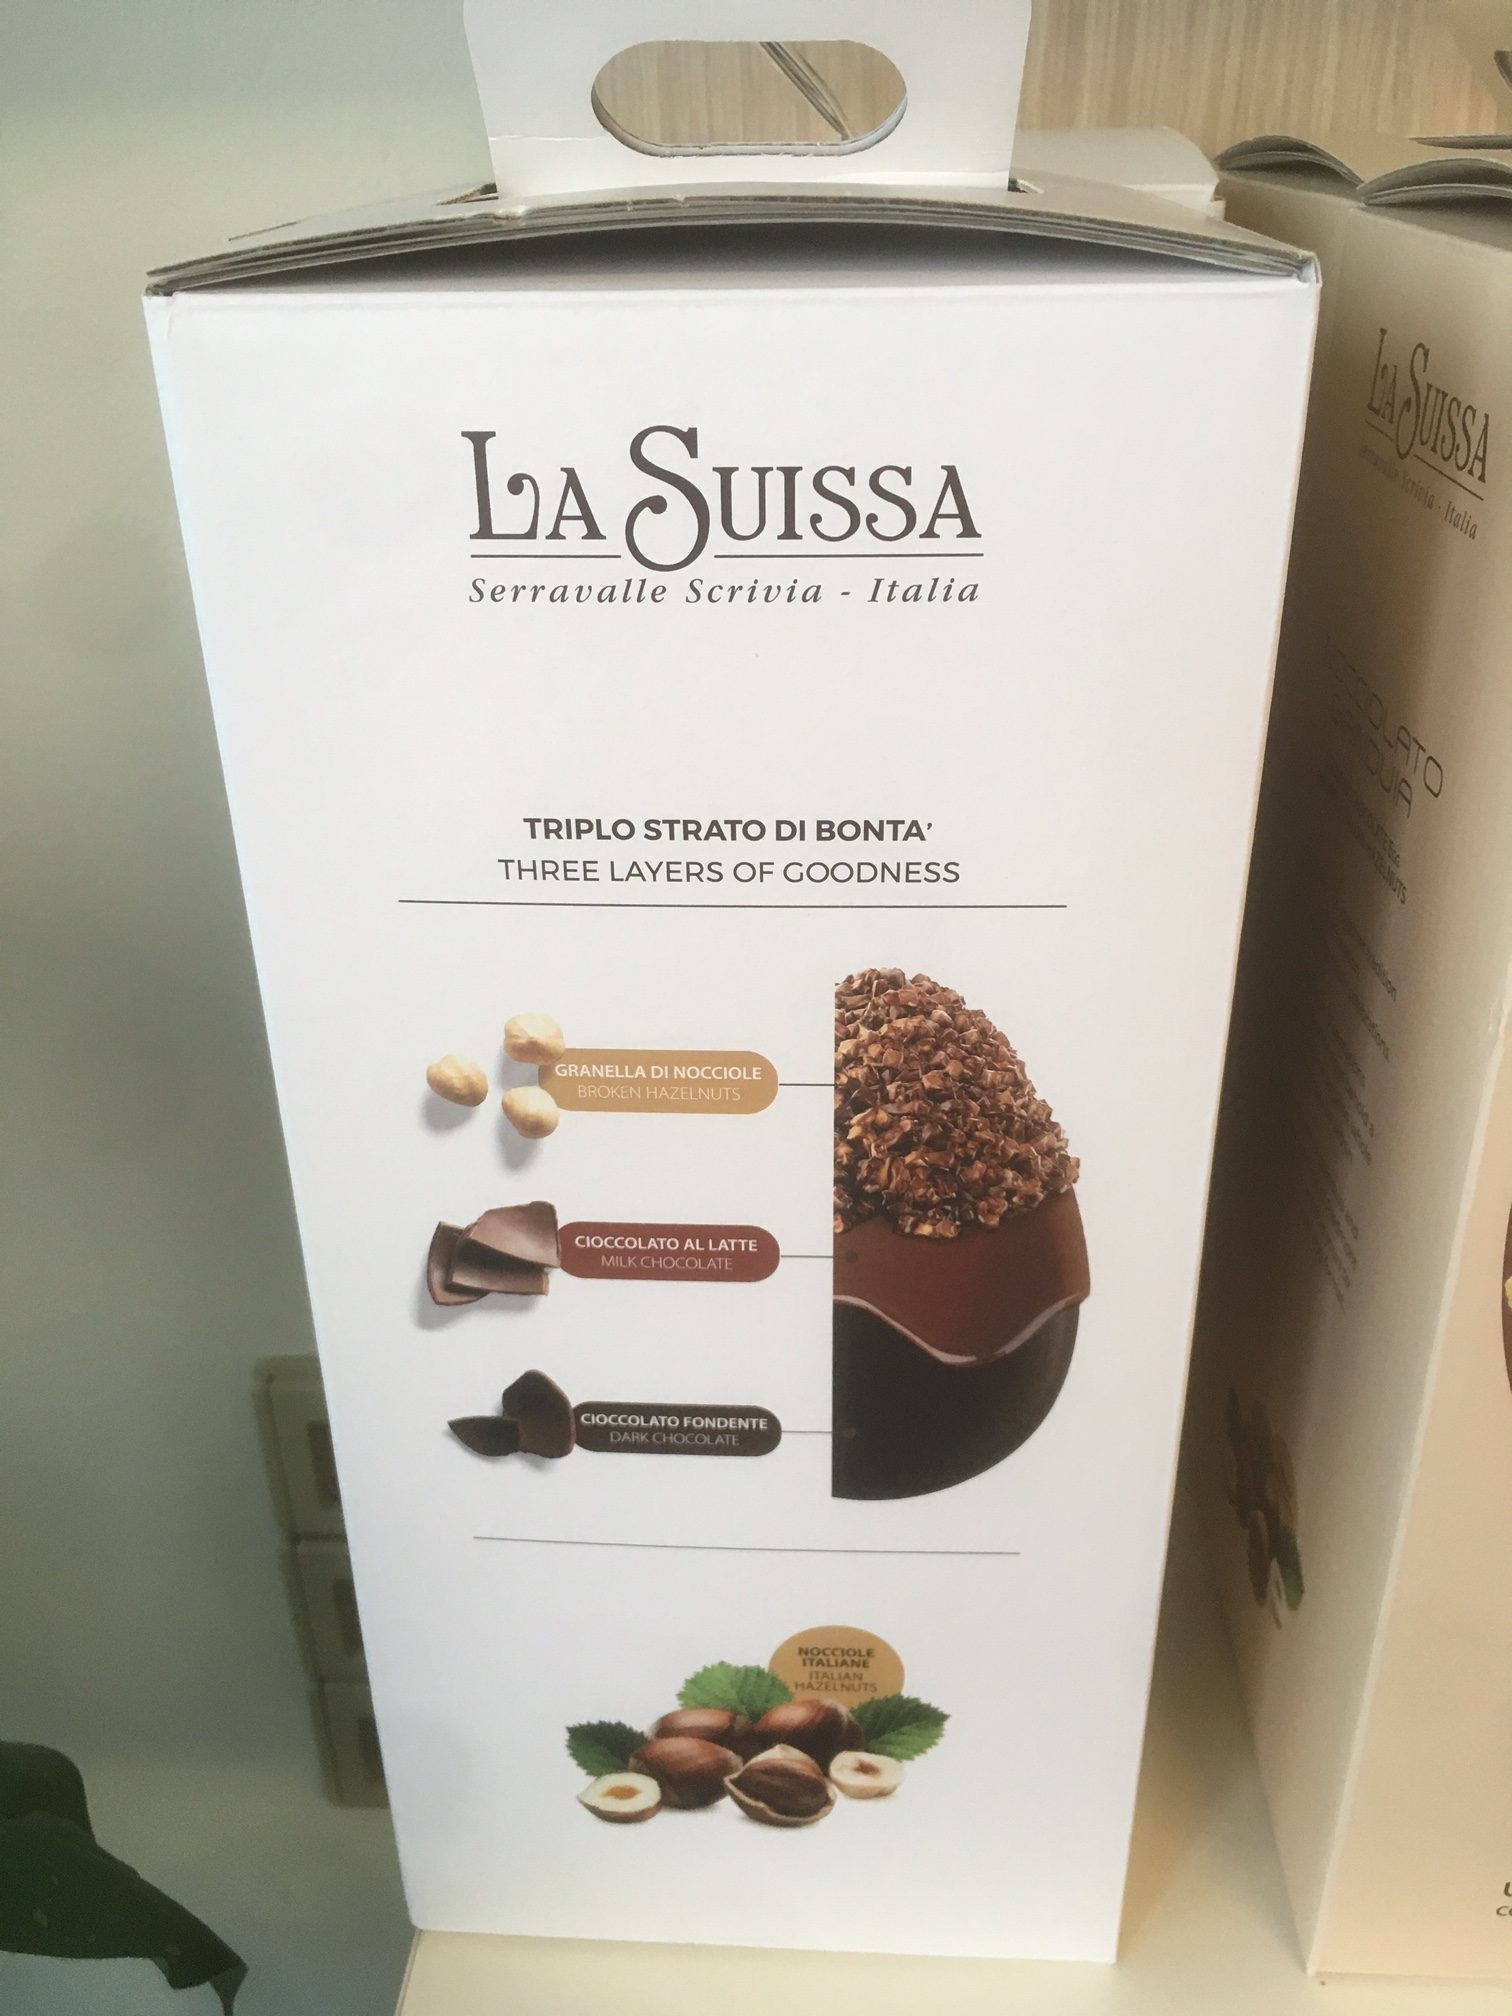 LA SUISSA
Serravalle Scrivia - Italia
TRIPLO STRATO DI BONTA'
THREE LAYERS OF GOODNESS
GRANELLA DI NOCCIOLE
BROKEN HAZELNUTS
CIOCCOLATO AL LATTE
MILK CHOCOLATE
CIOCCOLATO FONDENTE
DARK CHOCOLATE
NOCCIOLE
ITALIANE
ITALIAN
HAZELNUTS
LA SUISSA
Serravalle Scrivia - Italia